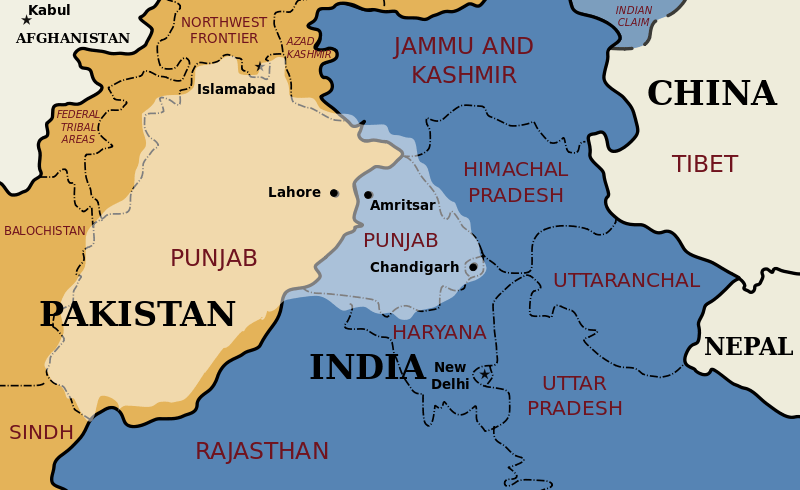 Kabul
AFGHANISTAN
NORTHWEST
FRONTIER
AZAD
KASHMIR
INDIAN
CLAIM
JAMMU AND
KASHMIR
Islamabad
CHINA
FEDERAL
TRIBAL
AREAS
TIBET
HIMACHAL
PRADESH
Lahore
Amritsar
BALOCHISTAN
PUNJAB
PUNJAB
Chandigarh
UTTARANCHAL
PAKISTAN
HARYANA
NEPAL
INDIA
New
Delhi
UTTAR
PRADESH
SINDH
RAJASTHAN